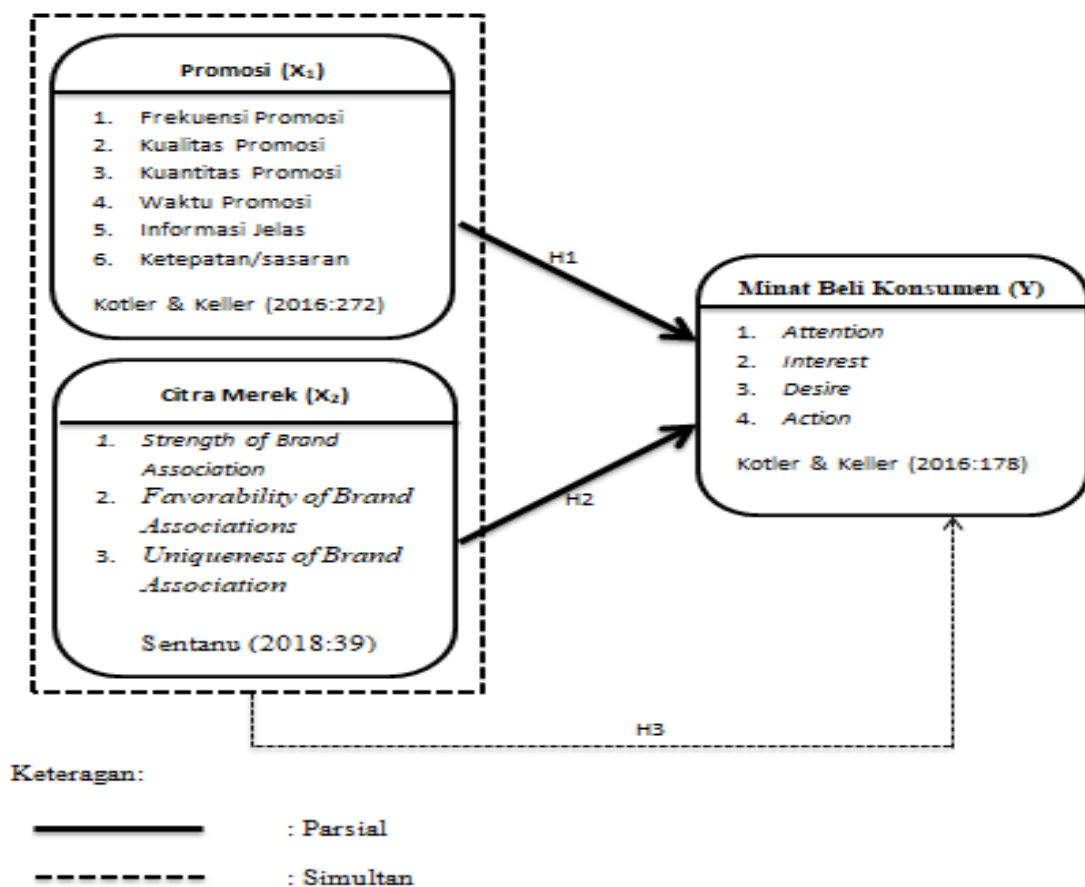 Promosi (X₁)
1. Frekuensi Promosi
2. Kualitas Promosi
3. Kuantitas Promosi
4. Waktu Promosi
5. Informasi Jelas
6. Ketepatan/sasaran
Kotler & Keller (2016:272)
H1
Minat Beli Konsumen (Y)
1. Attention
2. Interest
3. Desire
4. Action
Kotler & Keller (2016:178)
Citra Merek (X₂)
1. Strength of Brand
Association
2. Favorability of Brand
Associations
3. Uniqueness of Brand
Association
Sentanu (2018:39)
H2
H3
Keteragan:
: Parsial
: Simultan